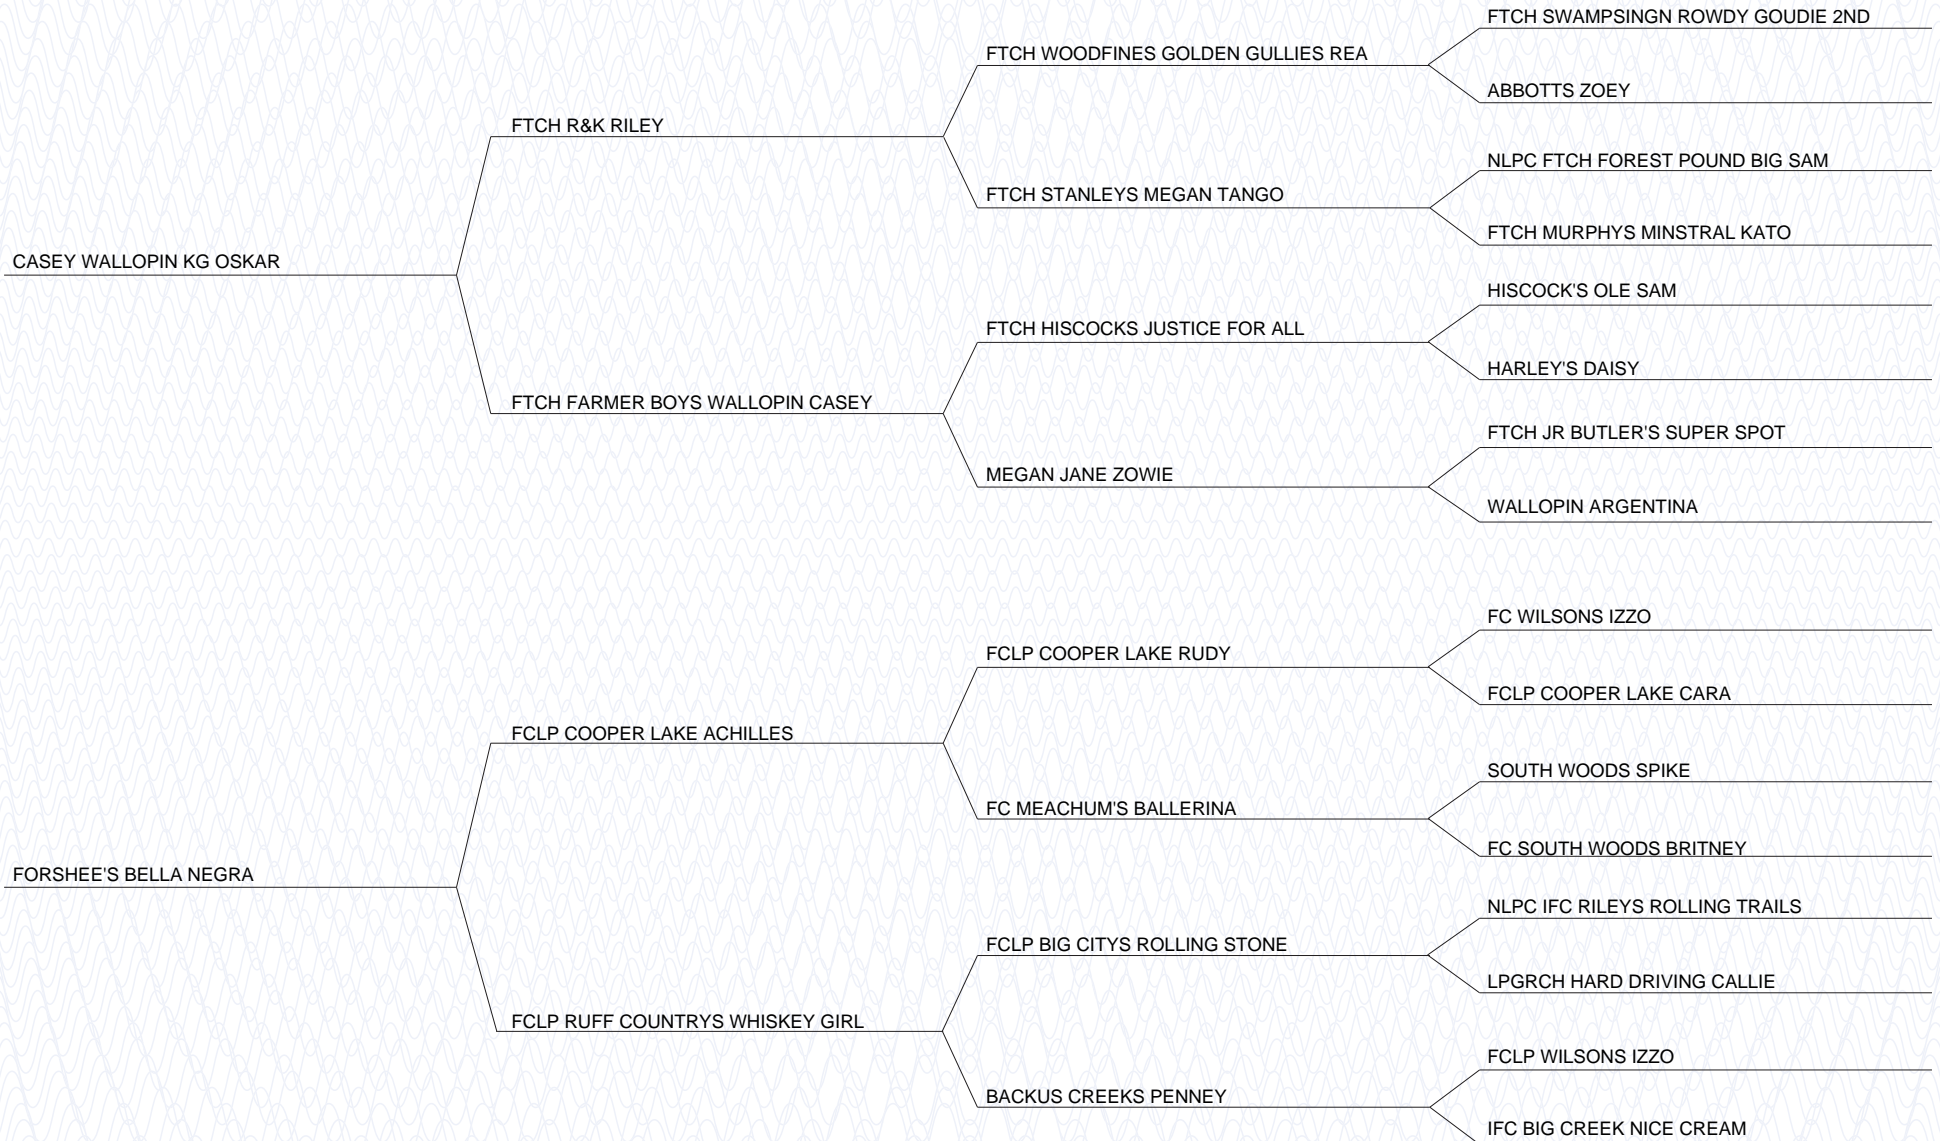 FTCH SWAMPSINGN ROWDY GOUDIE 2ND
FTCH WOODFINES GOLDEN GULLIES REA
ABBOTTS ZOEY
FTCH R&K RILEY
NLPC FTCH FOREST POUND BIG SAM
FTCH STANLEYS MEGAN TANGO
FTCH MURPHYS MINSTRAL KATO
CASEY WALLOPIN KG OSKAR
HISCOCK'S OLE SAM
FTCH HISCOCKS JUSTICE FOR ALL
HARLEY'S DAISY
FTCH FARMER BOYS WALLOPIN CASEY
FTCH JR BUTLER'S SUPER SPOT
MEGAN JANE ZOWIE
WALLOPIN ARGENTINA
FC WILSONS IZZO
FCLP COOPER LAKE RUDY
FCLP COOPER LAKE CARA
FCLP COOPER LAKE ACHILLES
SOUTH WOODS SPIKE
FC MEACHUM'S BALLERINA
FC SOUTH WOODS BRITNEY
FORSHEE'S BELLA NEGRA
NLPC IFC RILEYS ROLLING TRAILS
FCLP BIG CITYS ROLLING STONE
LPGRCH HARD DRIVING CALLIE
FCLP RUFF COUNTRYS WHISKEY GIRL
FCLP WILSONS IZZO
BACKUS CREEKS PENNEY
IFC BIG CREEK NICE CREAM